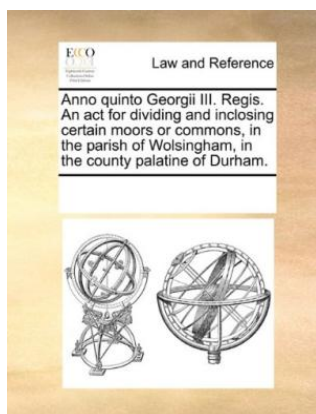 ECCO
Law and Reference
Anno quinto Georgii III. Regis.
An act for dividing and inclosing
certain moors or commons, in
the parish of Wolsingham, in
the county palatine of Durham.